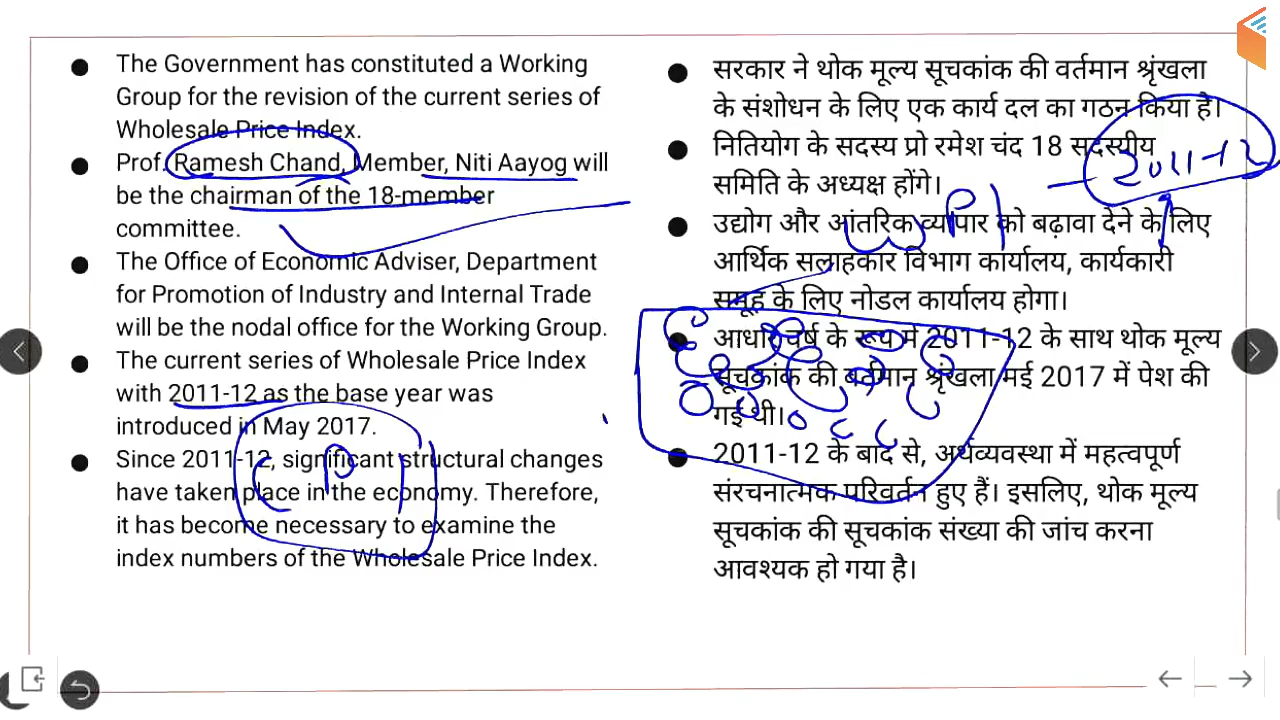 The Government has constituted a Working
Group for the revision of the current series of
Wholesale Price Index.
Prof. Ramesh Chand, Member, Niti Aayog will
be the chairman of the 18-member
committee.
The Office of Economic Adviser, Department
for Promotion of Industry and Internal Trade
will be the nodal office for the Working Group.
The current series of Wholesale Price Index
with 2011-12 as the base year was
introduced in May 2017.
Since 2011-12, significant structural changes
have taken place in the economy. Therefore,
it has become necessary to examine the
index numbers of the Wholesale Price Index.
CPI
सरकार ने थोक मूल्य सूचकांक की वर्तमान श्रृंखला
के संशोधन के लिए एक कार्य दल का गठन किया है।
नितियोग के सदस्य प्रो रमेश चंद 18 सदस्यीय
समिति के अध्यक्ष होंगे।
उद्योग और आंतरिक व्यापार को बढ़ावा देने के लिए
आर्थिक सलाहकार विभाग कार्यालय, कार्यकारी
समूह के लिए नोडल कार्यालय होगा।
आधार वर्ष के रूप में 2011-12 के साथ थोक मूल्य
सूचकांक की वर्तमान श्रृंखला मई 2017 में पेश की
गई थी।
2011-12 के बाद से, अर्थव्यवस्था में महत्वपूर्ण
संरचनात्मक परिवर्तन हुए हैं। इसलिए, थोक मूल्य
सूचकांक की सूचकांक संख्या की जांच करना
आवश्यक हो गया है।
2011-12
WPI